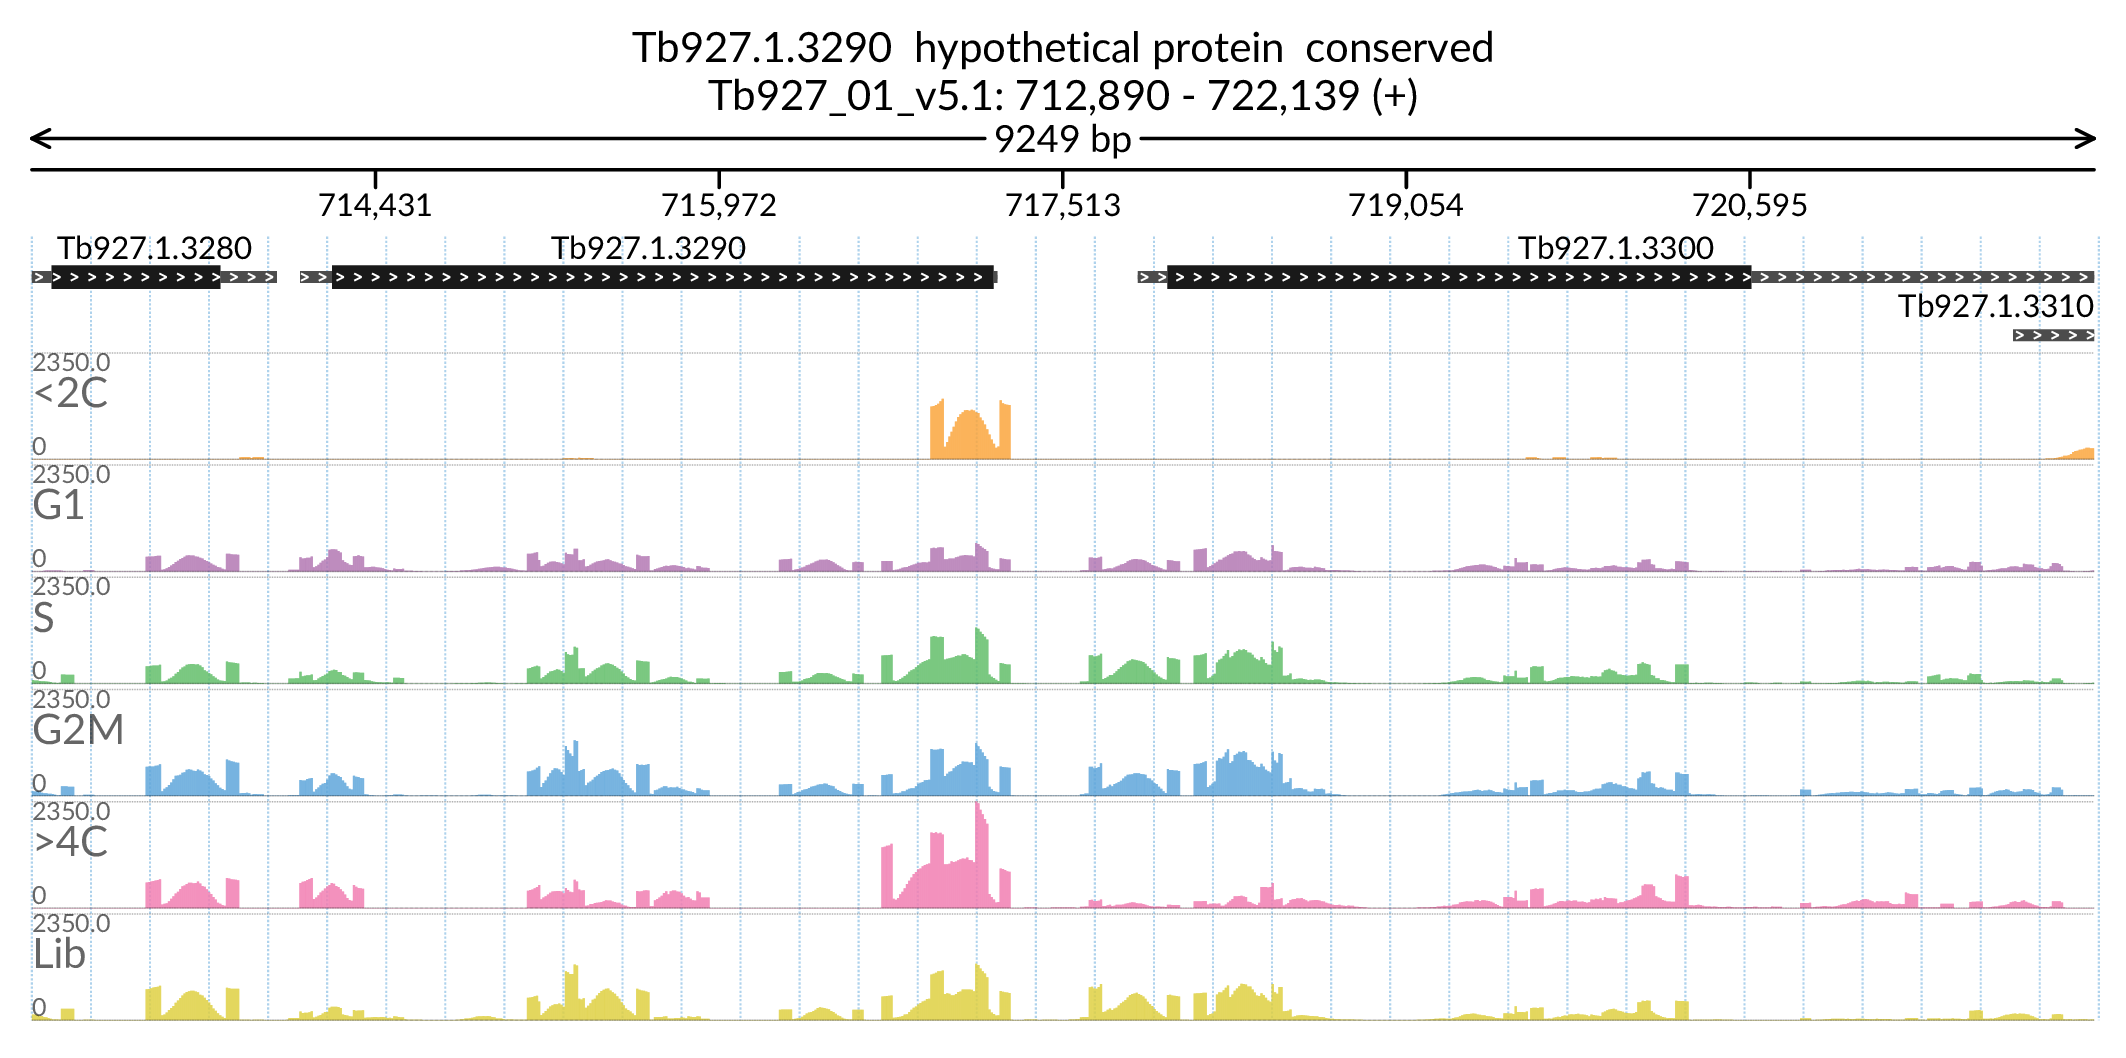 Tb927.1.3290  hypothetical protein  conserved
Tb927_01_v5.1: 712,890 - 722,139 (+)
9249 bp
714,431 715,972 717,513 719,054 720,595
Tb927.1.3280 Tb927.1.3290 Tb927.1.3300
Tb927.1.3310
2350.0
<2C
0
2350.0
G1
0
2350.0
S
0
2350.0
G2M
0
2350.0
>4C
0
2350.0
Lib
0